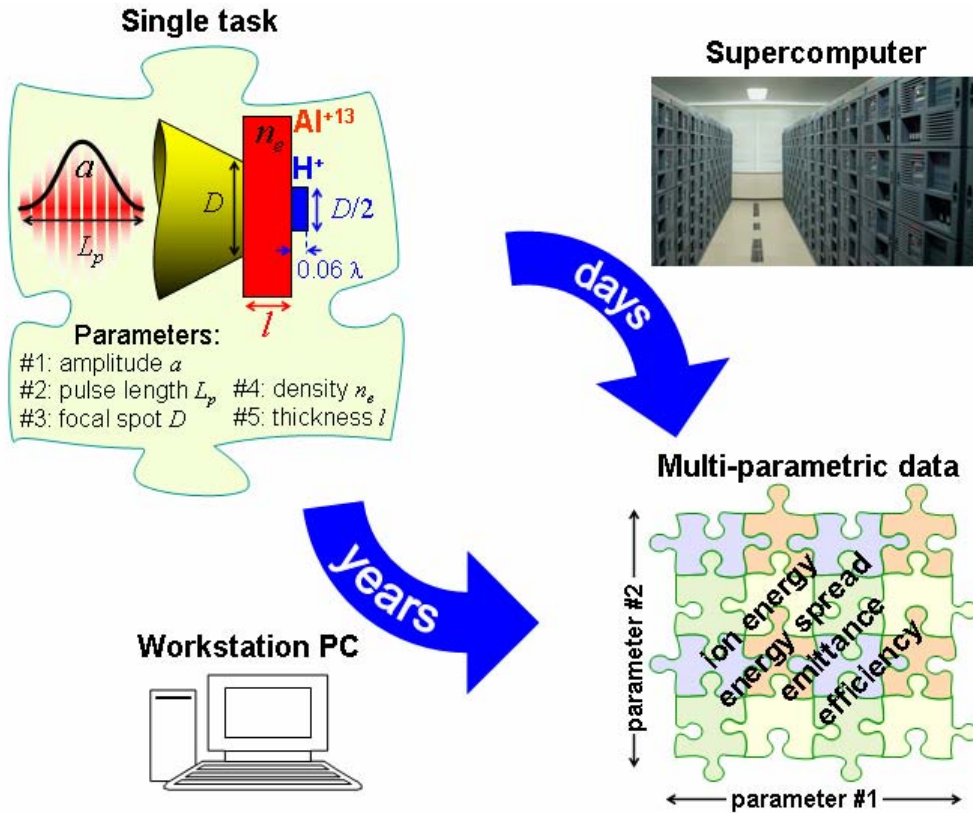 Single task
Supercomputer
a
L_p
D
n_e
Al^{+13}
H^+
D/2
0.06 λ
l
Parameters:
#1: amplitude a
#2: pulse length L_p
#3: focal spot D
#4: density n_e
#5: thickness l
days
years
Workstation PC
Multi-parametric data
parameter #2
ion energy
energy spread
emittance
efficiency
parameter #1